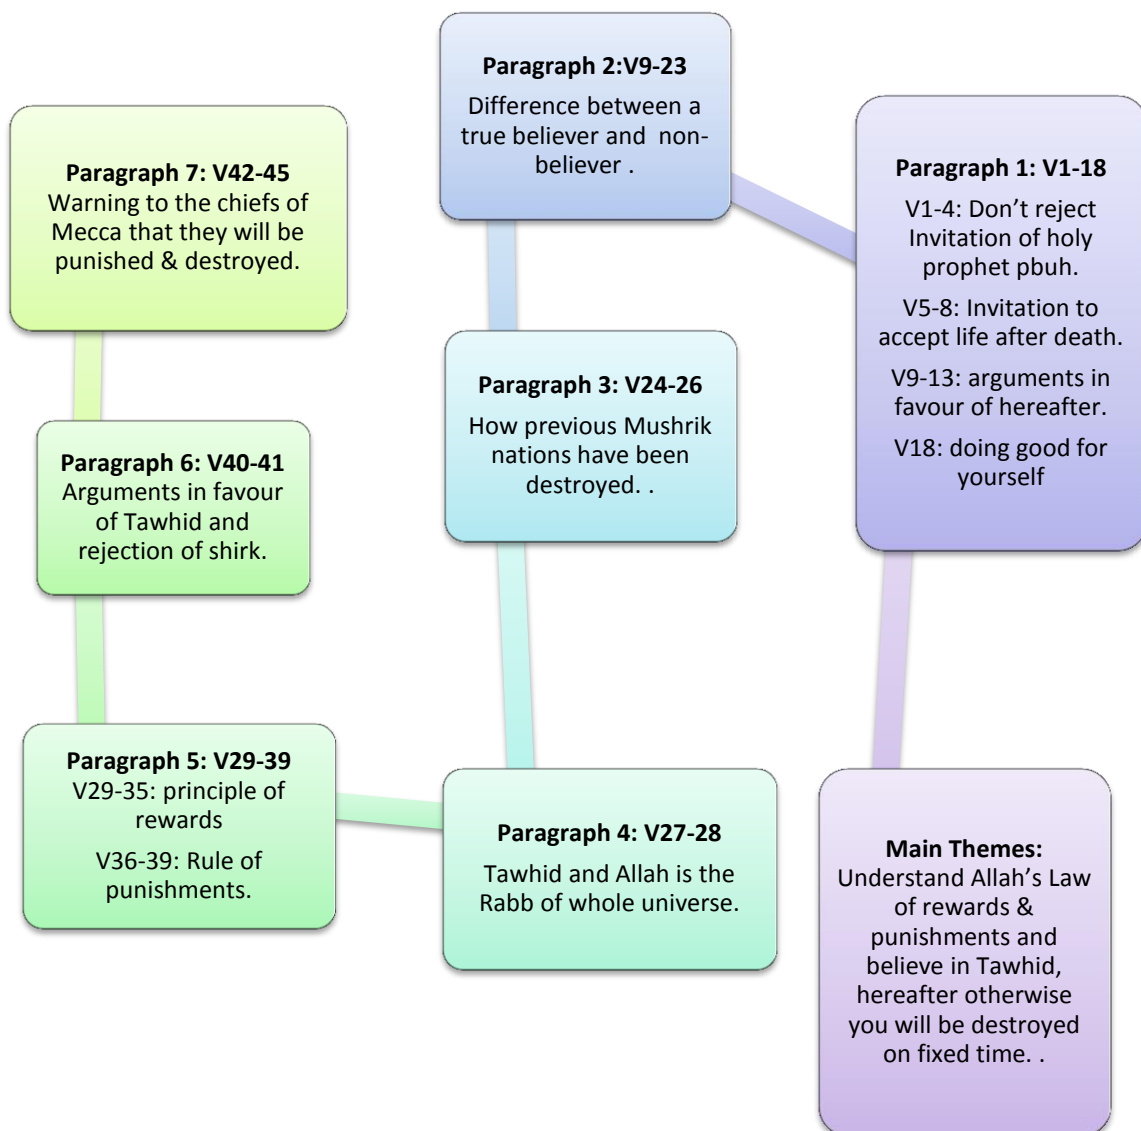 Paragraph 2:V9-23
Difference between a
true believer and non-
believer .
Paragraph 7: V42-45
Warning to the chiefs of
Mecca that they will be
punished & destroyed.
Paragraph 1: V1-18
V1-4: Don’t reject
Invitation of holy
prophet pbuh.
V5-8: Invitation to
accept life after death.
V9-13: arguments in
favour of hereafter.
V18: doing good for
yourself
Paragraph 3: V24-26
How previous Mushrik
nations have been
destroyed. .
Paragraph 6: V40-41
Arguments in favour
of Tawhid and
rejection of shirk.
Paragraph 5: V29-39
V29-35: principle of
rewards
V36-39: Rule of
punishments.
Paragraph 4: V27-28
Tawhid and Allah is the
Rabb of whole universe.
Main Themes:
Understand Allah’s Law
of rewards &
punishments and
believe in Tawhid,
hereafter otherwise
you will be destroyed
on fixed time. .